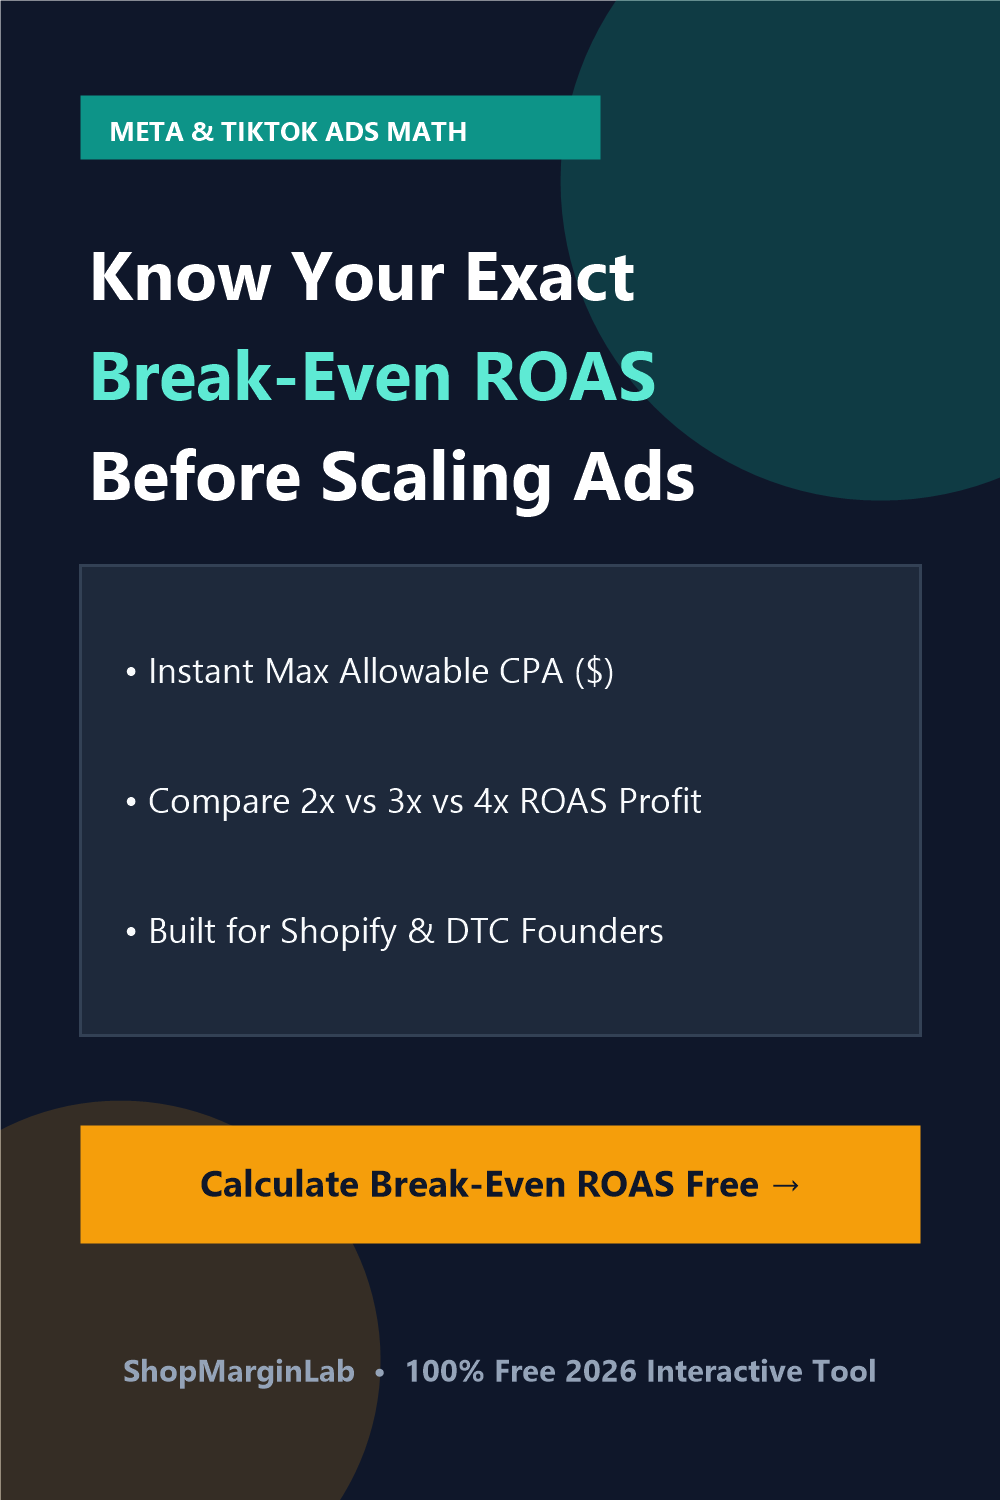 META & TIKTOK ADS MATH
Know Your Exact
Break-Even ROAS
Before Scaling Ads
• Instant Max Allowable CPA ($)
• Compare 2x vs 3x vs 4x ROAS Profit
• Built for Shopify & DTC Founders
Calculate Break-Even ROAS Free →
ShopMarginLab • 100% Free 2026 Interactive Tool